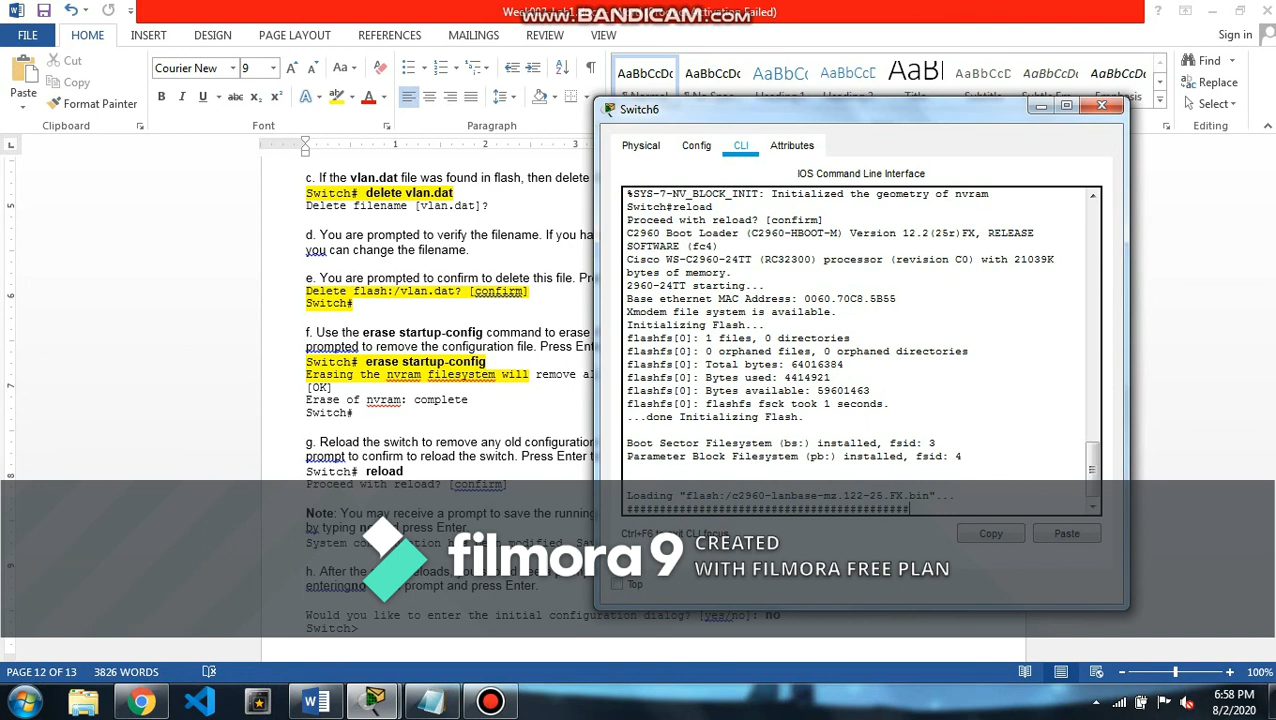 www.BANDICAM.com
Activation Failed)
Sign in
FILE
HOME
INSERT
DESIGN
PAGE LAYOUT
REFERENCES
MAILINGS
REVIEW
VIEW
Cut
Copy
Paste
Format Painter
Clipboard
Courier New
9
Font
Paragraph
AaBbCcDc
AaBbCcDc
AaBbCc
AaBbCcC
AaBl
AaBbCcC
AaBbCcDc
AaBbCcDc
Find
Replace
Select
Editing
c. If the vlan.dat file was found in flash, then delete
Switch# delete vlan.dat
Delete filename [vlan.dat]?
d. You are prompted to verify the filename. If you ha
you can change the filename.
e. You are prompted to confirm to delete this file. Pr
Delete flash:/vlan.dat? [confirm]
Switch#
f. Use the erase startup-config command to erase
prompted to remove the configuration file. Press Ent
Switch# erase startup-config
Erasing the nvram filesystem will remove al
[OK]
Erase of nvram: complete
Switch#
g. Reload the switch to remove any old configuration
prompt to confirm to reload the switch. Press Enter t
Switch# reload
Proceed with reload? [confirm]
Note: You may receive a prompt to save the running
by typing no and press Enter.
h. After the
entering no
prompt and press Enter.
Would you like to enter the initial configuration dialog? [yes/no]: no
Switch>
Switch6
Physical
Config
CLI
Attributes
IOS Command Line Interface
%SYS-7-NV_BLOCK_INIT: Initialized the geometry of nvram
Switch#reload
Proceed with reload? [confirm]
C2960 Boot Loader (C2960-HBOOT-M) Version 12.2(25r)FX, RELEASE
SOFTWARE (fc4)
Cisco WS-C2960-24TT (RC32300) processor (revision C0) with 21039K
bytes of memory.
2960-24TT starting...
Base ethernet MAC Address: 0060.70C8.5B55
Xmodem file system is available.
Initializing Flash...
flashfs[0]: 1 files, 0 directories
flashfs[0]: 0 orphaned files, 0 orphaned directories
flashfs[0]: Total bytes: 64016384
flashfs[0]: Bytes used: 4414921
flashfs[0]: Bytes available: 59601463
flashfs[0]: flashfs fsck took 1 seconds.
...done Initializing Flash.
Boot Sector Filesystem (bs:) installed, fsid: 3
Parameter Block Filesystem (pb:) installed, fsid: 4
Loading "flash:/c2960-lanbase-mz.122-25.FX.bin"...
###########################################
Ctrl+F6 to exit CLI focus
Copy
Paste
Top
filmora9
CREATED
WITH FILMORA FREE PLAN
PAGE 12 OF 13
3826 WORDS
100%
6:58 PM
8/2/2020